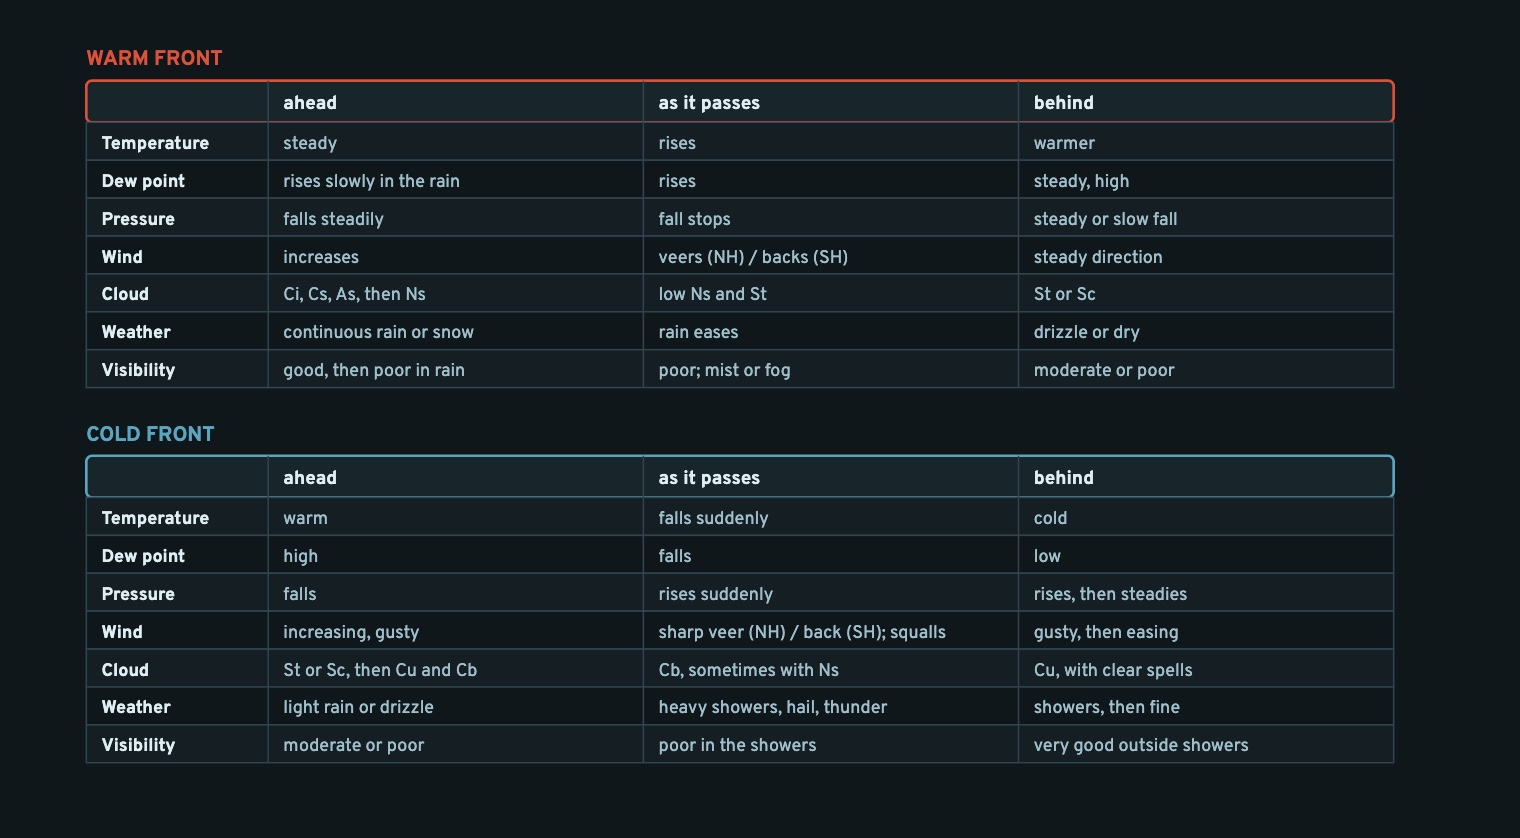 WARM FRONT
ahead as it passes behind
Temperature steady rises warmer
Dew point rises slowly in the rain rises steady, high
Pressure falls steadily fall stops steady or slow fall
Wind increases veers (NH) / backs (SH) steady direction
Cloud Ci, Cs, As, then Ns low Ns and St St or Sc
Weather continuous rain or snow rain eases drizzle or dry
Visibility good, then poor in rain poor; mist or fog moderate or poor
COLD FRONT
ahead as it passes behind
Temperature warm falls suddenly cold
Dew point high falls low
Pressure falls rises suddenly rises, then steadies
Wind increasing, gusty sharp veer (NH) / back (SH); squalls gusty, then easing
Cloud St or Sc, then Cu and Cb Cb, sometimes with Ns Cu, with clear spells
Weather light rain or drizzle heavy showers, hail, thunder showers, then fine
Visibility moderate or poor poor in the showers very good outside showers